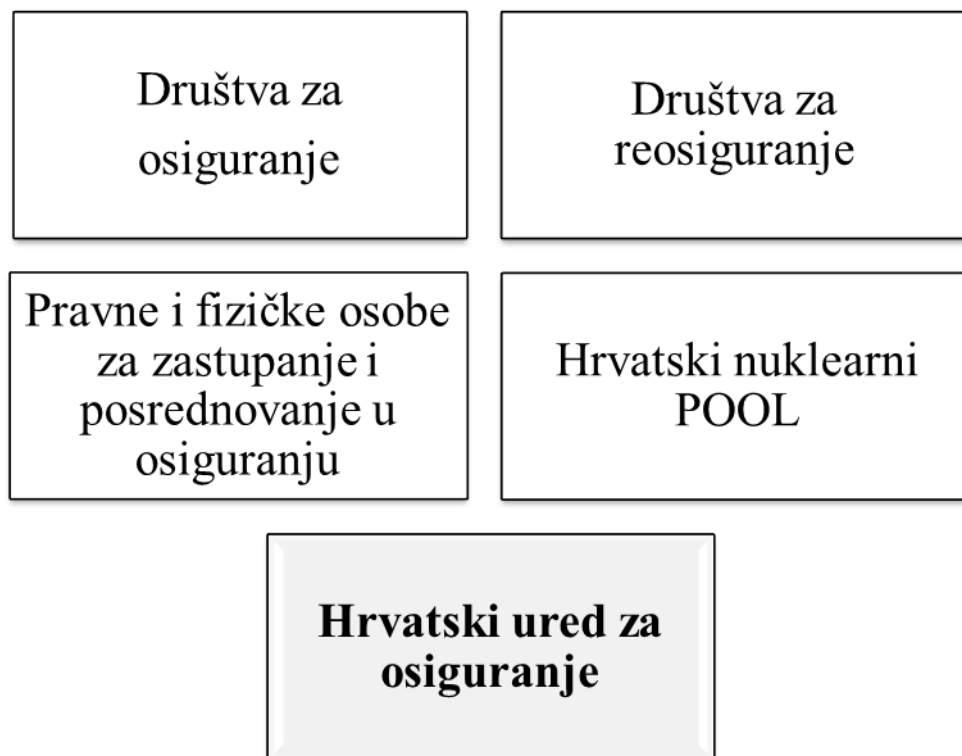 Društva za
osiguranje
Društva za
reosiguranje
Pravne i fizičke osobe
za zastupanje i
posrednovanje u
osiguranju
Hrvatski nuklearni
POOL
Hrvatski ured za
osiguranje